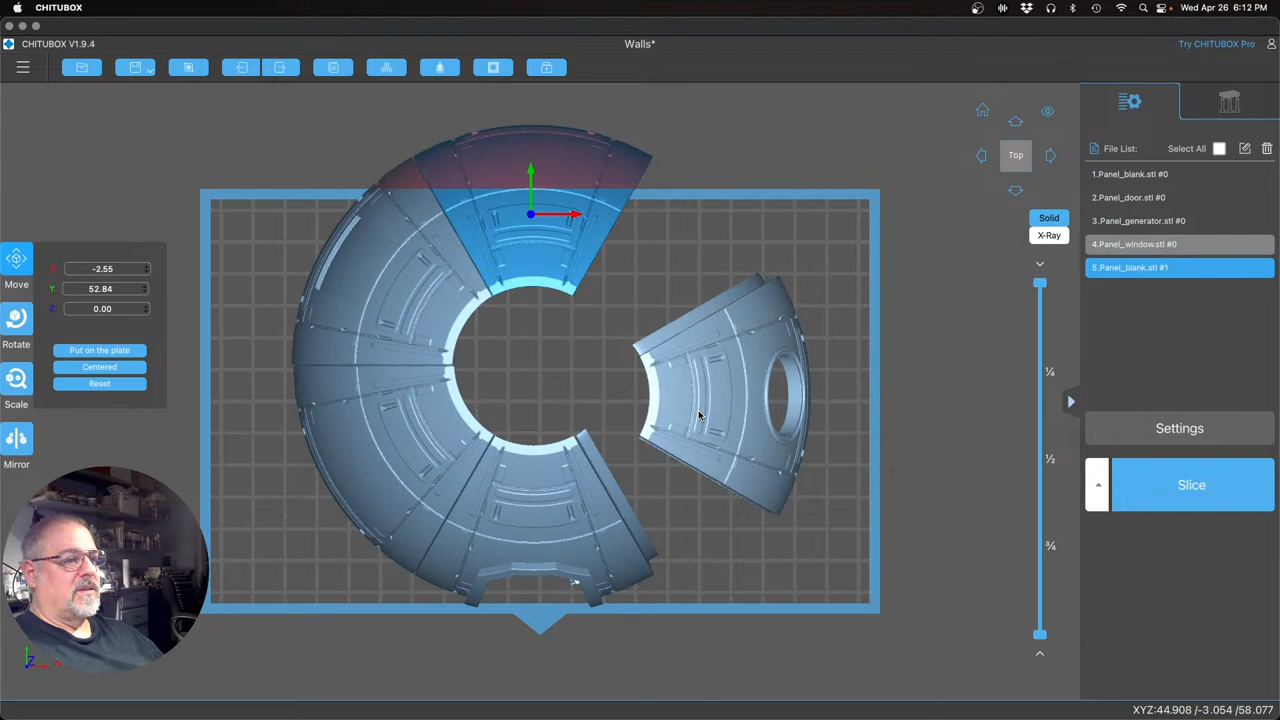 CHITUBOX
Wed Apr 26 6:12 PM
CHITUBOX V1.9.4
Walls*
Try CHITUBOX Pro
Top
Solid
X-Ray
File List:
Select All
1.Panel_blank.stl #0
2.Panel_door.stl #0
3.Panel_generator.stl #0
4.Panel_window.stl #0
5.Panel_blank.stl #1
Move
X: -2.55
Y: 52.84
Z: 0.00
Put on the plate
Centered
Reset
Rotate
Scale
Mirror
¼
½
¾
Settings
Slice
Z
XYZ:44.908 /-3.054 /58.077